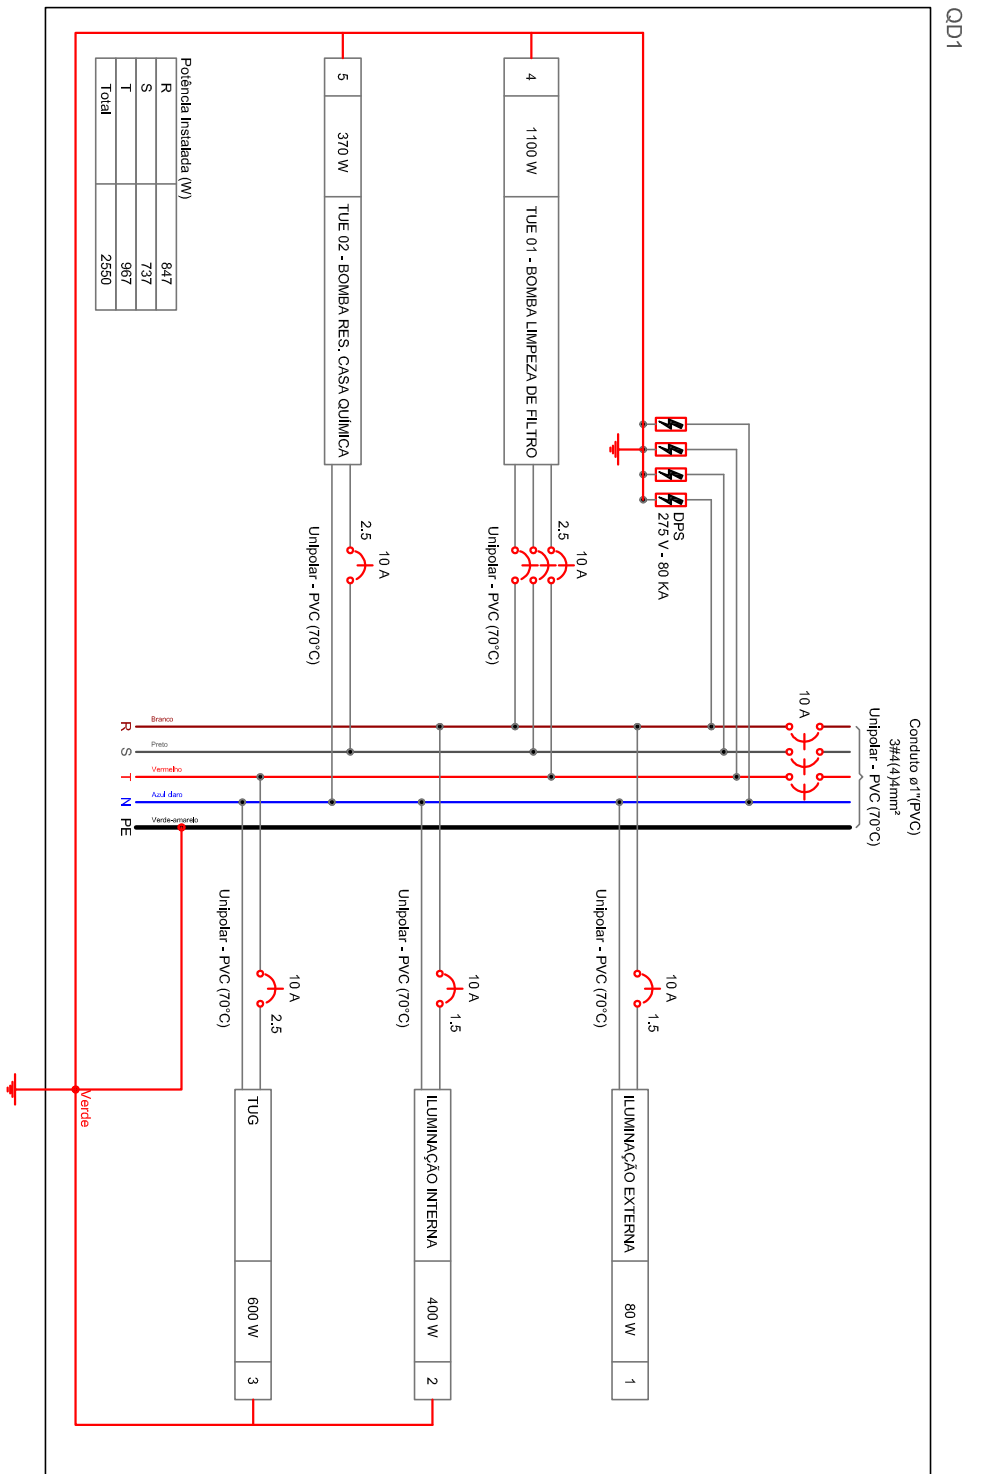 QD1
Conduto ø1"(PVC)
3#4(4)4mm²
Unipolar - PVC (70°C)
10 A
DPS
275 V - 80 KA
4
1100 W
TUE 01 - BOMBA LIMPEZA DE FILTRO
2.5
10 A
Unipolar - PVC (70°C)
5
370 W
TUE 02 - BOMBA RES. CASA QUÍMICA
2.5
10 A
Unipolar - PVC (70°C)
Potência Instalada (W)
R 847
S 737
T 967
Total 2550
R Branco
S Preto
T Vermelho
N Azul claro
PE Verde-amarelo
10 A
1.5
Unipolar - PVC (70°C)
ILUMINAÇÃO EXTERNA
80 W
1
10 A
1.5
Unipolar - PVC (70°C)
ILUMINAÇÃO INTERNA
400 W
2
10 A
2.5
Unipolar - PVC (70°C)
TUG
600 W
3
Verde